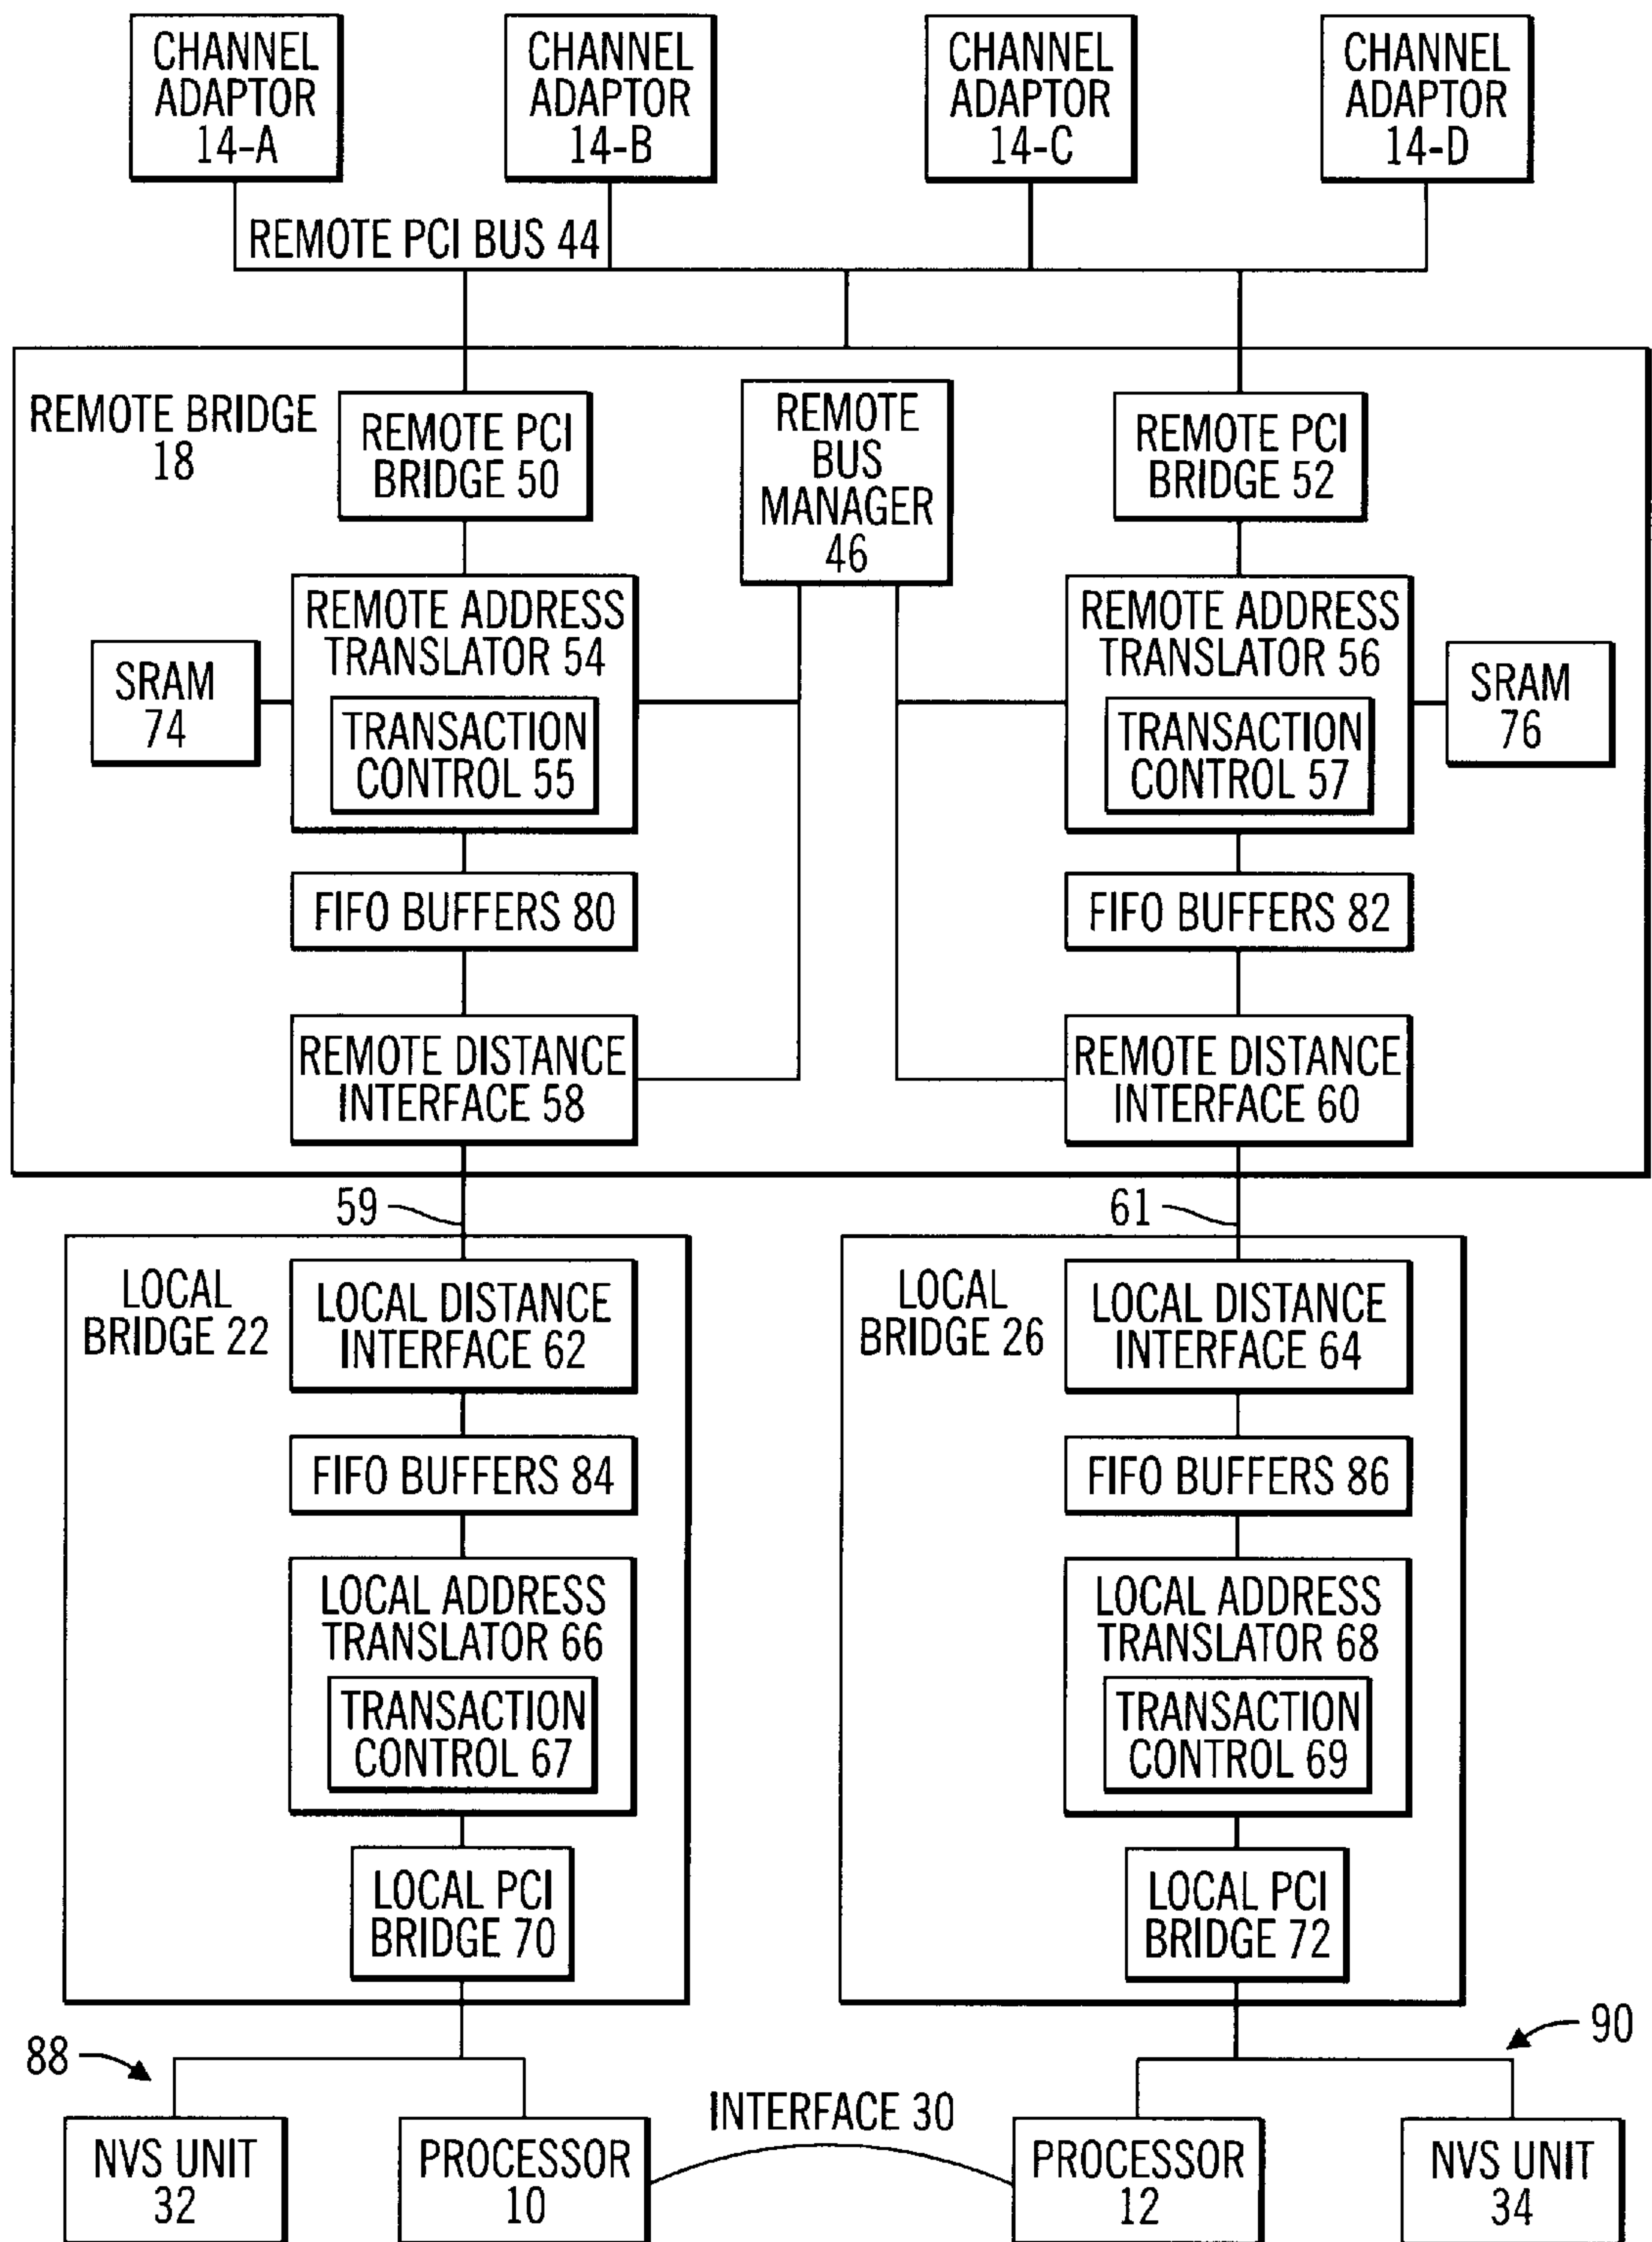 CHANNEL
ADAPTOR
14-A
CHANNEL
ADAPTOR
14-B
CHANNEL
ADAPTOR
14-C
CHANNEL
ADAPTOR
14-D
REMOTE PCI BUS 44
REMOTE BRIDGE
18
REMOTE PCI
BRIDGE 50
REMOTE
BUS
MANAGER
46
REMOTE PCI
BRIDGE 52
REMOTE ADDRESS
TRANSLATOR 54
TRANSACTION
CONTROL 55
SRAM
74
REMOTE ADDRESS
TRANSLATOR 56
TRANSACTION
CONTROL 57
SRAM
76
FIFO BUFFERS 80
FIFO BUFFERS 82
REMOTE DISTANCE
INTERFACE 58
REMOTE DISTANCE
INTERFACE 60
59
61
LOCAL
BRIDGE 22
LOCAL DISTANCE
INTERFACE 62
LOCAL
BRIDGE 26
LOCAL DISTANCE
INTERFACE 64
FIFO BUFFERS 84
FIFO BUFFERS 86
LOCAL ADDRESS
TRANSLATOR 66
TRANSACTION
CONTROL 67
LOCAL ADDRESS
TRANSLATOR 68
TRANSACTION
CONTROL 69
LOCAL PCI
BRIDGE 70
LOCAL PCI
BRIDGE 72
88
90
INTERFACE 30
NVS UNIT
32
PROCESSOR
10
PROCESSOR
12
NVS UNIT
34